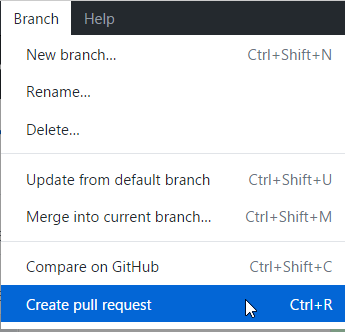 Branch Help
New branch... Ctrl+Shift+N
Rename...
Delete...
Update from default branch Ctrl+Shift+U
Merge into current branch... Ctrl+Shift+M
Compare on GitHub Ctrl+Shift+C
Create pull request Ctrl+R